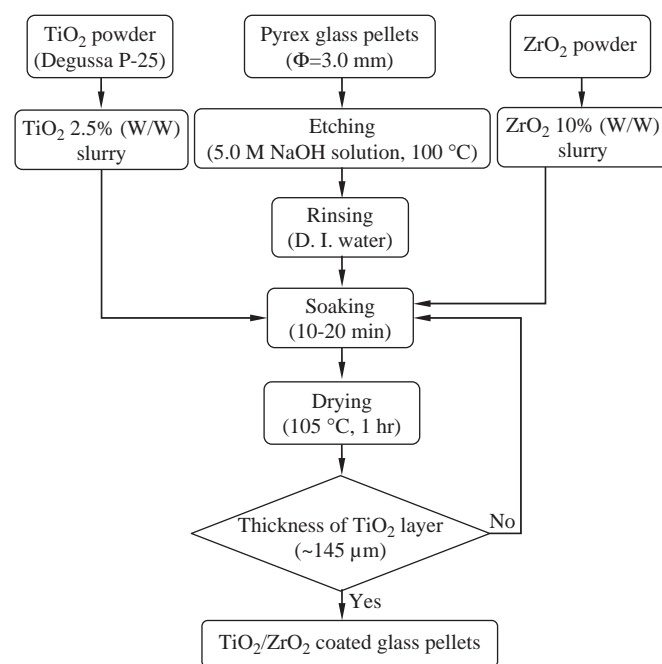 TiO₂ powder
(Degussa P-25)
Pyrex glass pellets
(Φ=3.0 mm)
ZrO₂ powder
TiO₂ 2.5% (W/W)
slurry
Etching
(5.0 M NaOH solution, 100 °C)
ZrO₂ 10% (W/W)
slurry
Rinsing
(D. I. water)
Soaking
(10-20 min)
Drying
(105 °C, 1 hr)
Thickness of TiO₂ layer
(~145 µm)
No
Yes
TiO₂/ZrO₂ coated glass pellets